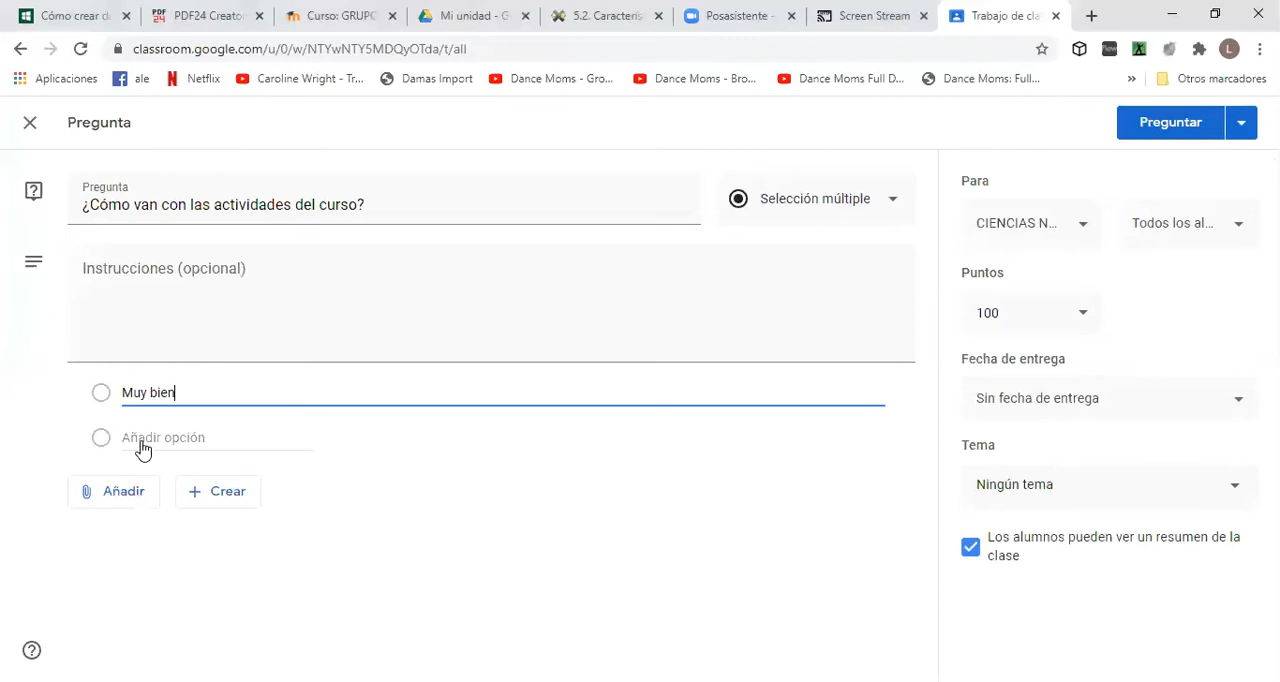 Cómo crear d
PDF24 Creato
Curso: GRUPO
Mi unidad - G
5.2. Caracterís
Posasistente -
Screen Stream
Trabajo de cla
classroom.google.com/u/0/w/NTYwNTY5MDQyOTda/t/all
L
Aplicaciones
ale
Netflix
Caroline Wright - Tr...
Damas Import
Dance Moms - Gro...
Dance Moms - Bro...
Dance Moms Full D...
Dance Moms: Full...
»
Otros marcadores
Pregunta
Preguntar
Pregunta
¿Cómo van con las actividades del curso?
Selección múltiple
Instrucciones (opcional)
Muy bien
Añadir opción
Añadir
Crear
Para
CIENCIAS N...
Todos los al...
Puntos
100
Fecha de entrega
Sin fecha de entrega
Tema
Ningún tema
Los alumnos pueden ver un resumen de la
clase